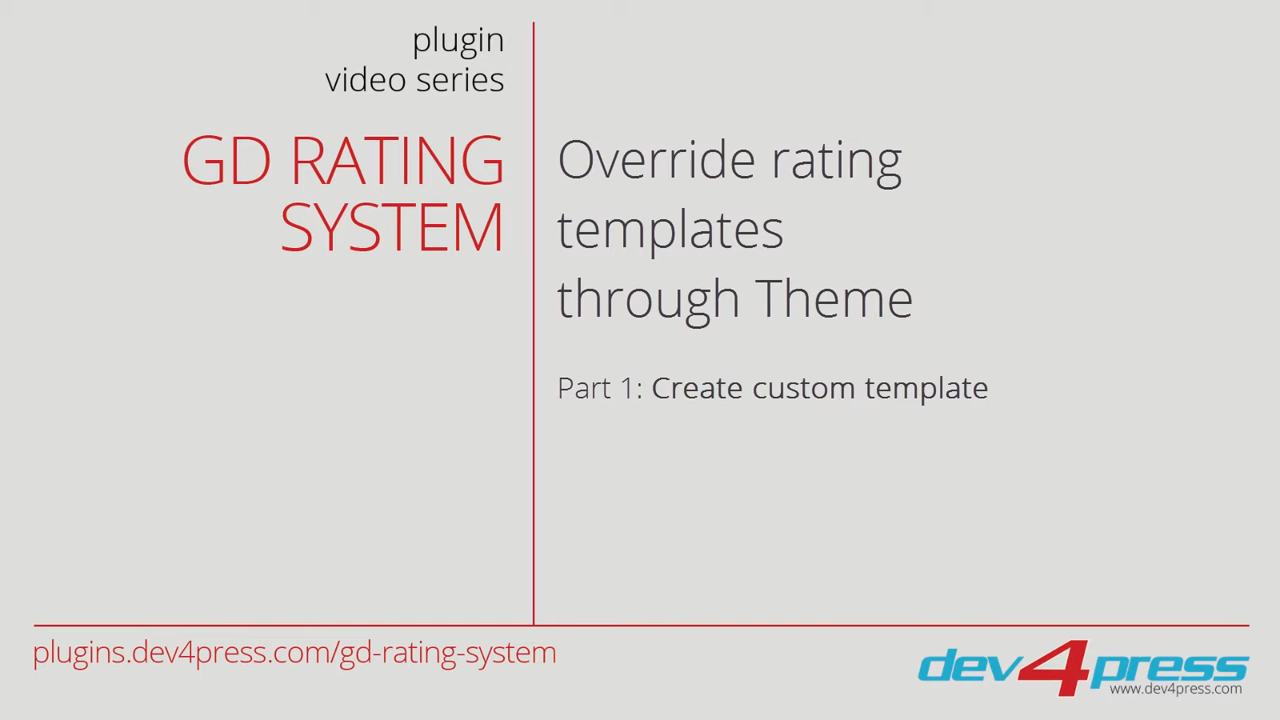 plugin
video series
GD RATING
SYSTEM
Override rating
templates
through Theme
Part 1: Create custom template
plugins.dev4press.com/gd-rating-system
dev4press
www.dev4press.com